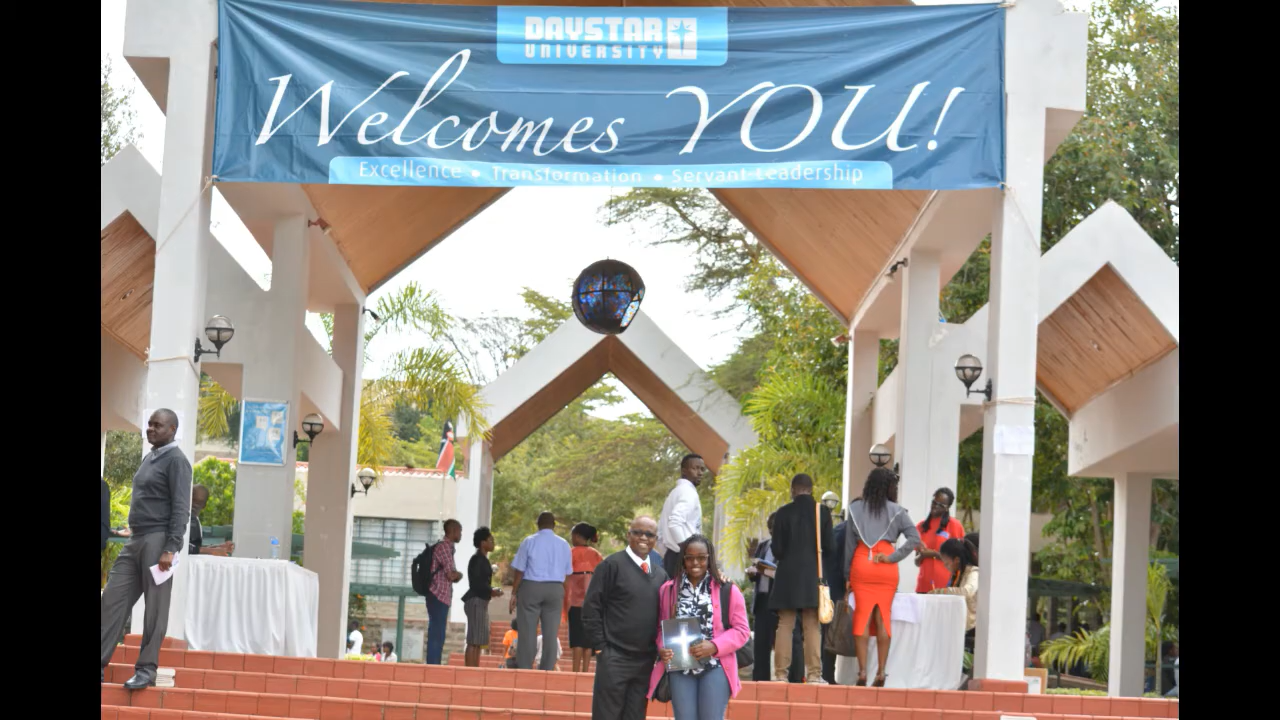 DAYSTAR
UNIVERSITY
Welcomes YOU!
Excellence • Transformation • Servant-Leadership